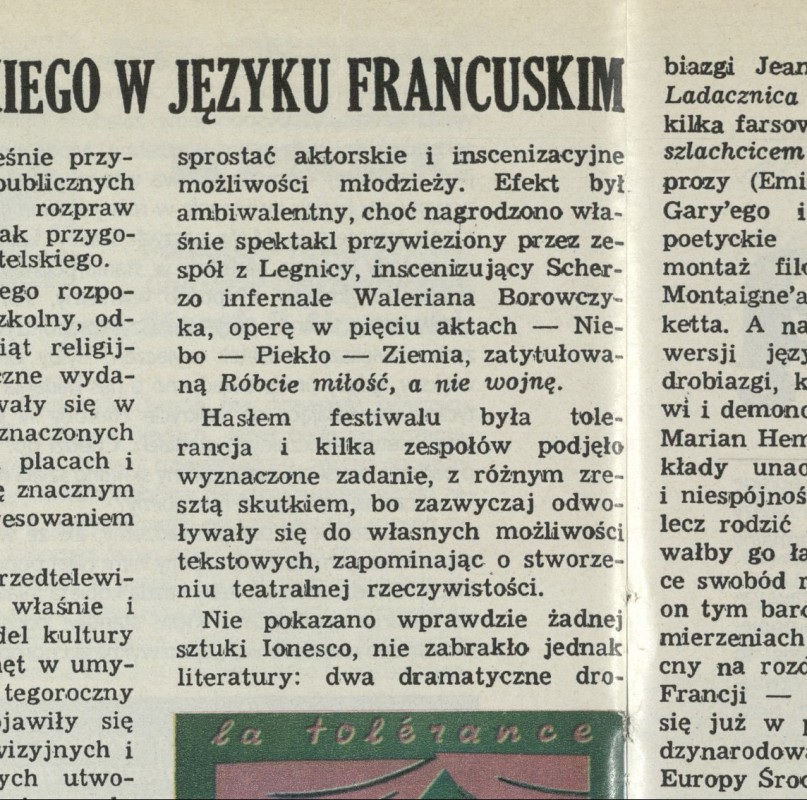 IEGO W JĘZYKU FRANCUSKIM
eśnie przy-
publicznych
rozpraw
ak przygo-
telskiego.
ego rozpo-
zkolny, od-
iąt religij-
czne wyda-
wały się w
znaczonych
, placach i
ę znacznym
resowaniem
rzedtelewi-
właśnie i
del kultury
nęt w umy-
tegoroczny
ojawiły się
wizyjnych i
ych utwo-
sprostać aktorskie i inscenizacyjne
możliwości młodzieży. Efekt był
ambiwalentny, choć nagrodzono wła-
śnie spektakl przywieziony przez ze-
spół z Legnicy, inscenizujący Scher-
zo infernale Waleriana Borowczy-
ka, operę w pięciu aktach — Nie-
bo — Piekło — Ziemia, zatytułowa-
ną Róbcie miłość, a nie wojnę.
Hasłem festiwalu była tole-
rancja i kilka zespołów podjęło
wyznaczone zadanie, z różnym zre-
sztą skutkiem, bo zazwyczaj odwo-
ływały się do własnych możliwości
tekstowych, zapominając o stworze-
niu teatralnej rzeczywistości.
Nie pokazano wprawdzie żadnej
sztuki Ionesco, nie zabrakło jednak
literatury: dwa dramatyczne dro-
la tolérance
biazgi Jean
Ladacznica
kilka farsow
szlachcicem
prozy (Emi
Gary'ego i
poetyckie
montaż filo
Montaigne'a
ketta. A na
wersji języ
drobiazgi, k
wi i demono
Marian Hem
kłady unao
i niespójnoś
lecz rodzić
wałby go ła
ce swobód
on tym bard
mierzeniach
cny na rozd
Francji —
się już w p
dzynarodowa
Europy Środ